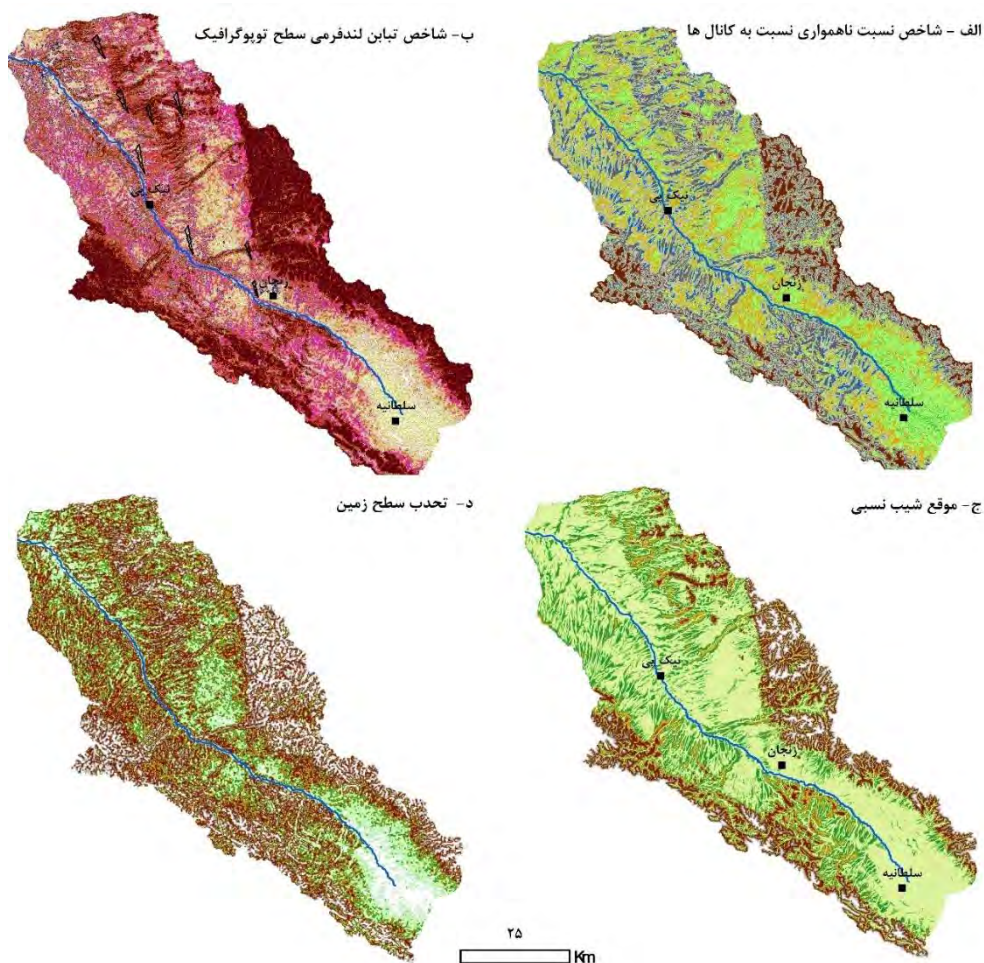 الف - شاخص نسبت ناهمواری نسبت به کانال ها
نیک پی
زنجان
سلطانیه
ب- شاخص تباین لندفرمی سطح توپوگرافیک
نیک پی
زنجان
سلطانیه
ج- موقع شیب نسبی
نیک پی
زنجان
سلطانیه
د- تحدب سطح زمین
۲۵
Km